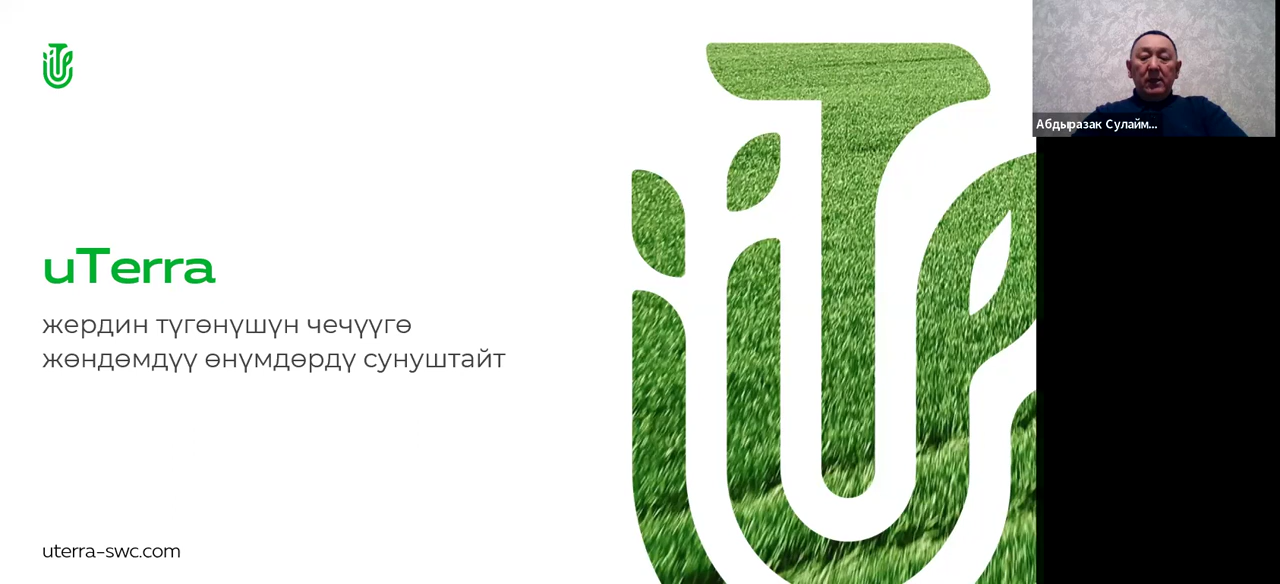 uTerra
жердин түгөнүшүн чечүүгө
жөндөмдүү өнүмдөрдү сунуштайт
uterra-swc.com
Абдыразак Сулайм...